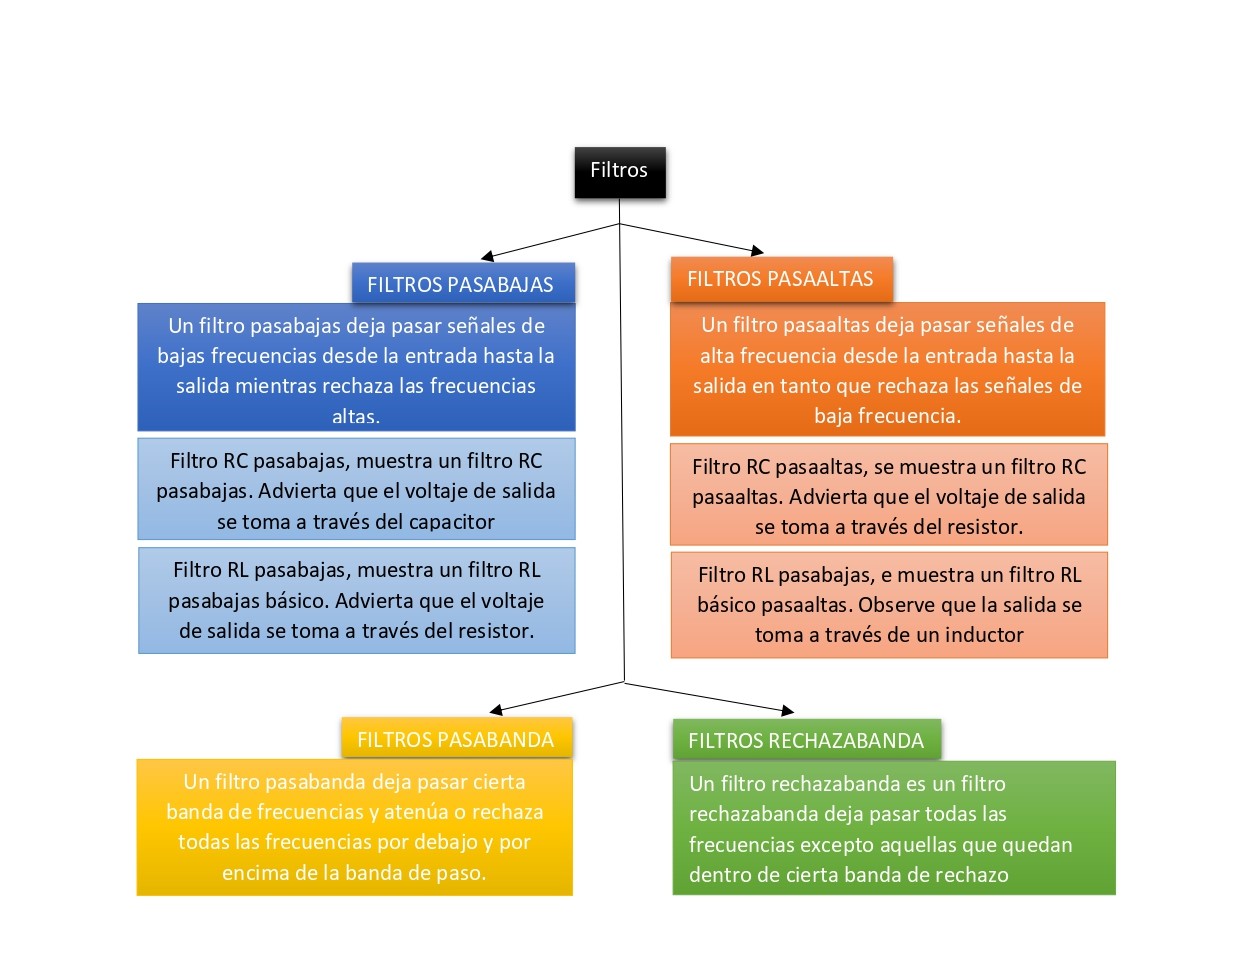 Filtros
FILTROS PASABAJAS
Un filtro pasabajas deja pasar señales de
bajas frecuencias desde la entrada hasta la
salida mientras rechaza las frecuencias
altas.
Filtro RC pasabajas, muestra un filtro RC
pasabajas. Advierta que el voltaje de salida
se toma a través del capacitor
Filtro RL pasabajas, muestra un filtro RL
pasabajas básico. Advierta que el voltaje
de salida se toma a través del resistor.
FILTROS PASAALTAS
Un filtro pasaaltas deja pasar señales de
alta frecuencia desde la entrada hasta la
salida en tanto que rechaza las señales de
baja frecuencia.
Filtro RC pasaaltas, se muestra un filtro RC
pasaaltas. Advierta que el voltaje de salida
se toma a través del resistor.
Filtro RL pasabajas, e muestra un filtro RL
básico pasaaltas. Observe que la salida se
toma a través de un inductor
FILTROS PASABANDA
Un filtro pasabanda deja pasar cierta
banda de frecuencias y atenúa o rechaza
todas las frecuencias por debajo y por
encima de la banda de paso.
FILTROS RECHAZABANDA
Un filtro rechazabanda es un filtro
rechazabanda deja pasar todas las
frecuencias excepto aquellas que quedan
dentro de cierta banda de rechazo